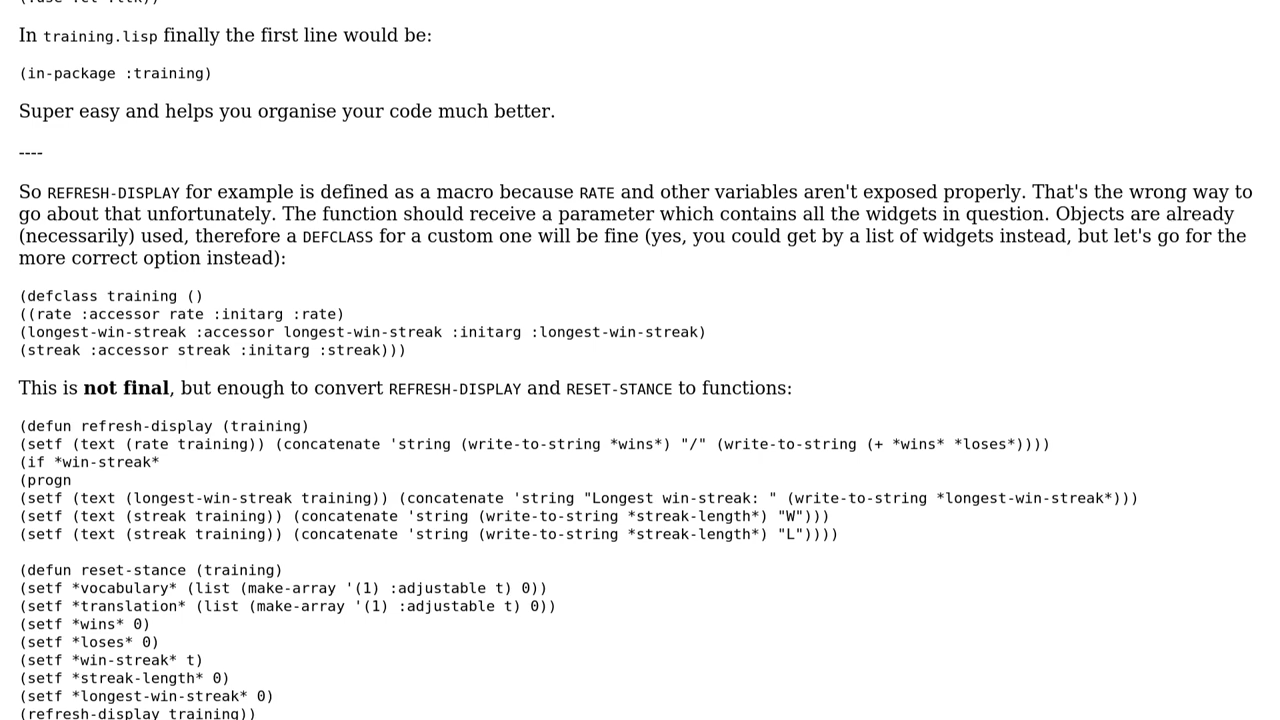 In training.lisp finally the first line would be:
(in-package :training)
Super easy and helps you organise your code much better.
----
So REFRESH-DISPLAY for example is defined as a macro because RATE and other variables aren't exposed properly. That's the wrong way to
go about that unfortunately. The function should receive a parameter which contains all the widgets in question. Objects are already
(necessarily) used, therefore a DEFCLASS for a custom one will be fine (yes, you could get by a list of widgets instead, but let's go for the
more correct option instead):
(defclass training ()
((rate :accessor rate :initarg :rate)
(longest-win-streak :accessor longest-win-streak :initarg :longest-win-streak)
(streak :accessor streak :initarg :streak)))
This is not final, but enough to convert REFRESH-DISPLAY and RESET-STANCE to functions:
(defun refresh-display (training)
(setf (text (rate training)) (concatenate 'string (write-to-string *wins*) "/" (write-to-string (+ *wins* *loses*))))
(if *win-streak*
(progn
(setf (text (longest-win-streak training)) (concatenate 'string "Longest win-streak: " (write-to-string *longest-win-streak*)))
(setf (text (streak training)) (concatenate 'string (write-to-string *streak-length*) "W")))
(setf (text (streak training)) (concatenate 'string (write-to-string *streak-length*) "L"))))
(defun reset-stance (training)
(setf *vocabulary* (list (make-array '(1) :adjustable t) 0))
(setf *translation* (list (make-array '(1) :adjustable t) 0))
(setf *wins* 0)
(setf *loses* 0)
(setf *win-streak* t)
(setf *streak-length* 0)
(setf *longest-win-streak* 0)
(refresh-display training))